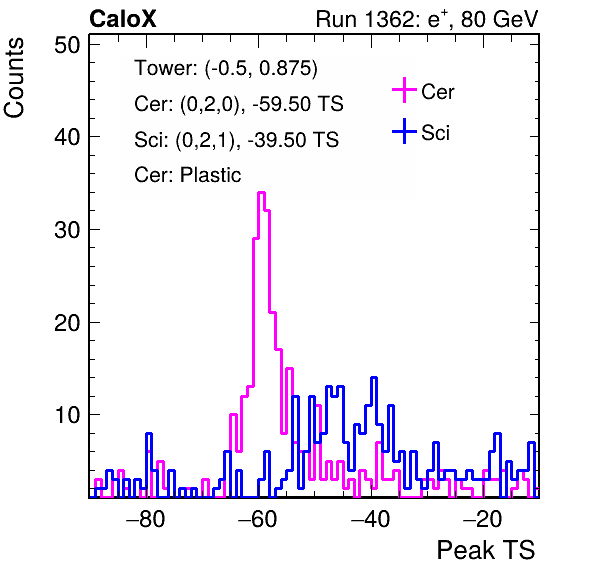 CaloX Run 1362: e⁺, 80 GeV
Counts
50
40
30
20
10
Tower: (-0.5, 0.875)
Cer: (0,2,0), -59.50 TS
Sci: (0,2,1), -39.50 TS
Cer: Plastic
Cer
Sci
−80 −60 −40 −20
Peak TS